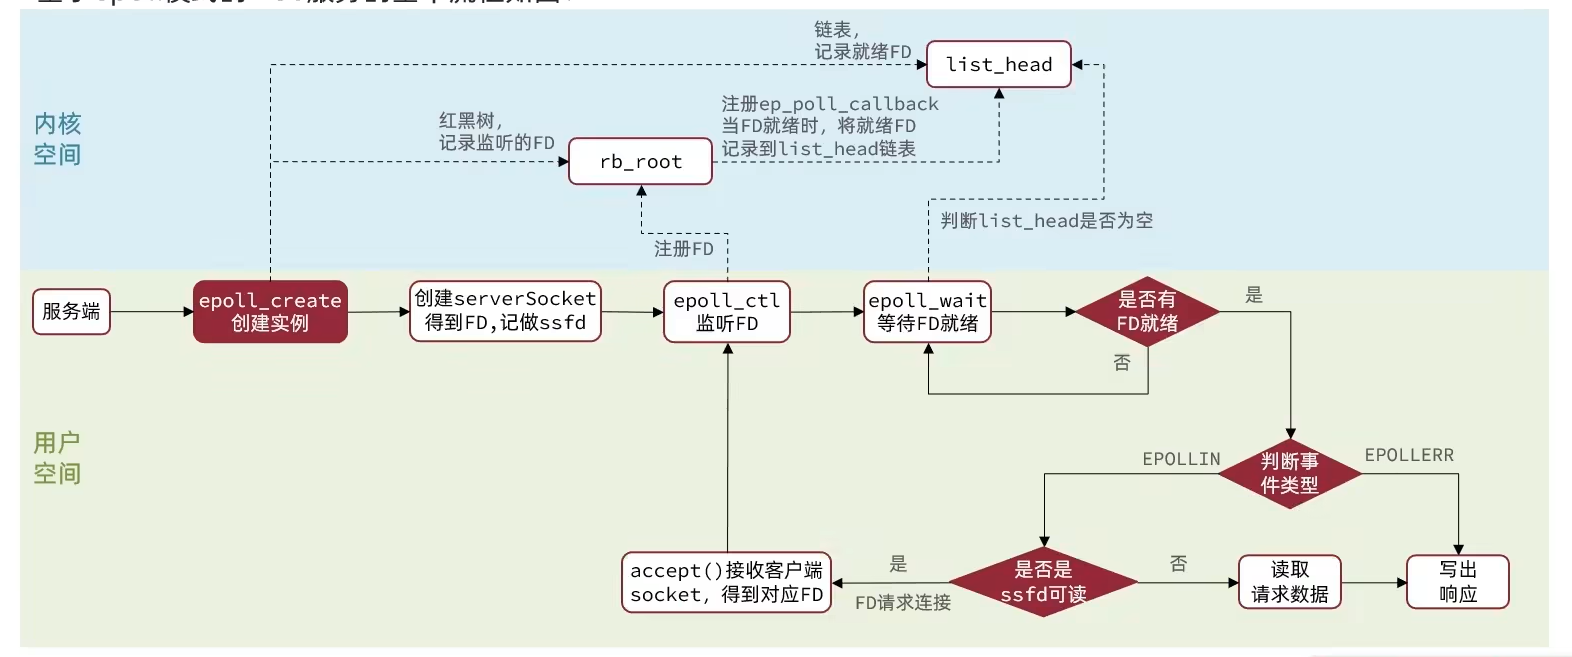 链表，
记录就绪FD
list_head
内核
空间
红黑树，
记录监听的FD
rb_root
注册ep_poll_callback
当FD就绪时，将就绪FD
记录到list_head链表
注册FD
判断list_head是否为空
服务端
epoll_create
创建实例
创建serverSocket
得到FD,记做ssfd
epoll_ctl
监听FD
epoll_wait
等待FD就绪
是否有
FD就绪
是
否
用户
空间
EPOLLIN
判断事
件类型
EPOLLERR
accept()接收客户端
socket，得到对应FD
是
FD请求连接
是否是
ssfd可读
否
读取
请求数据
写出
响应